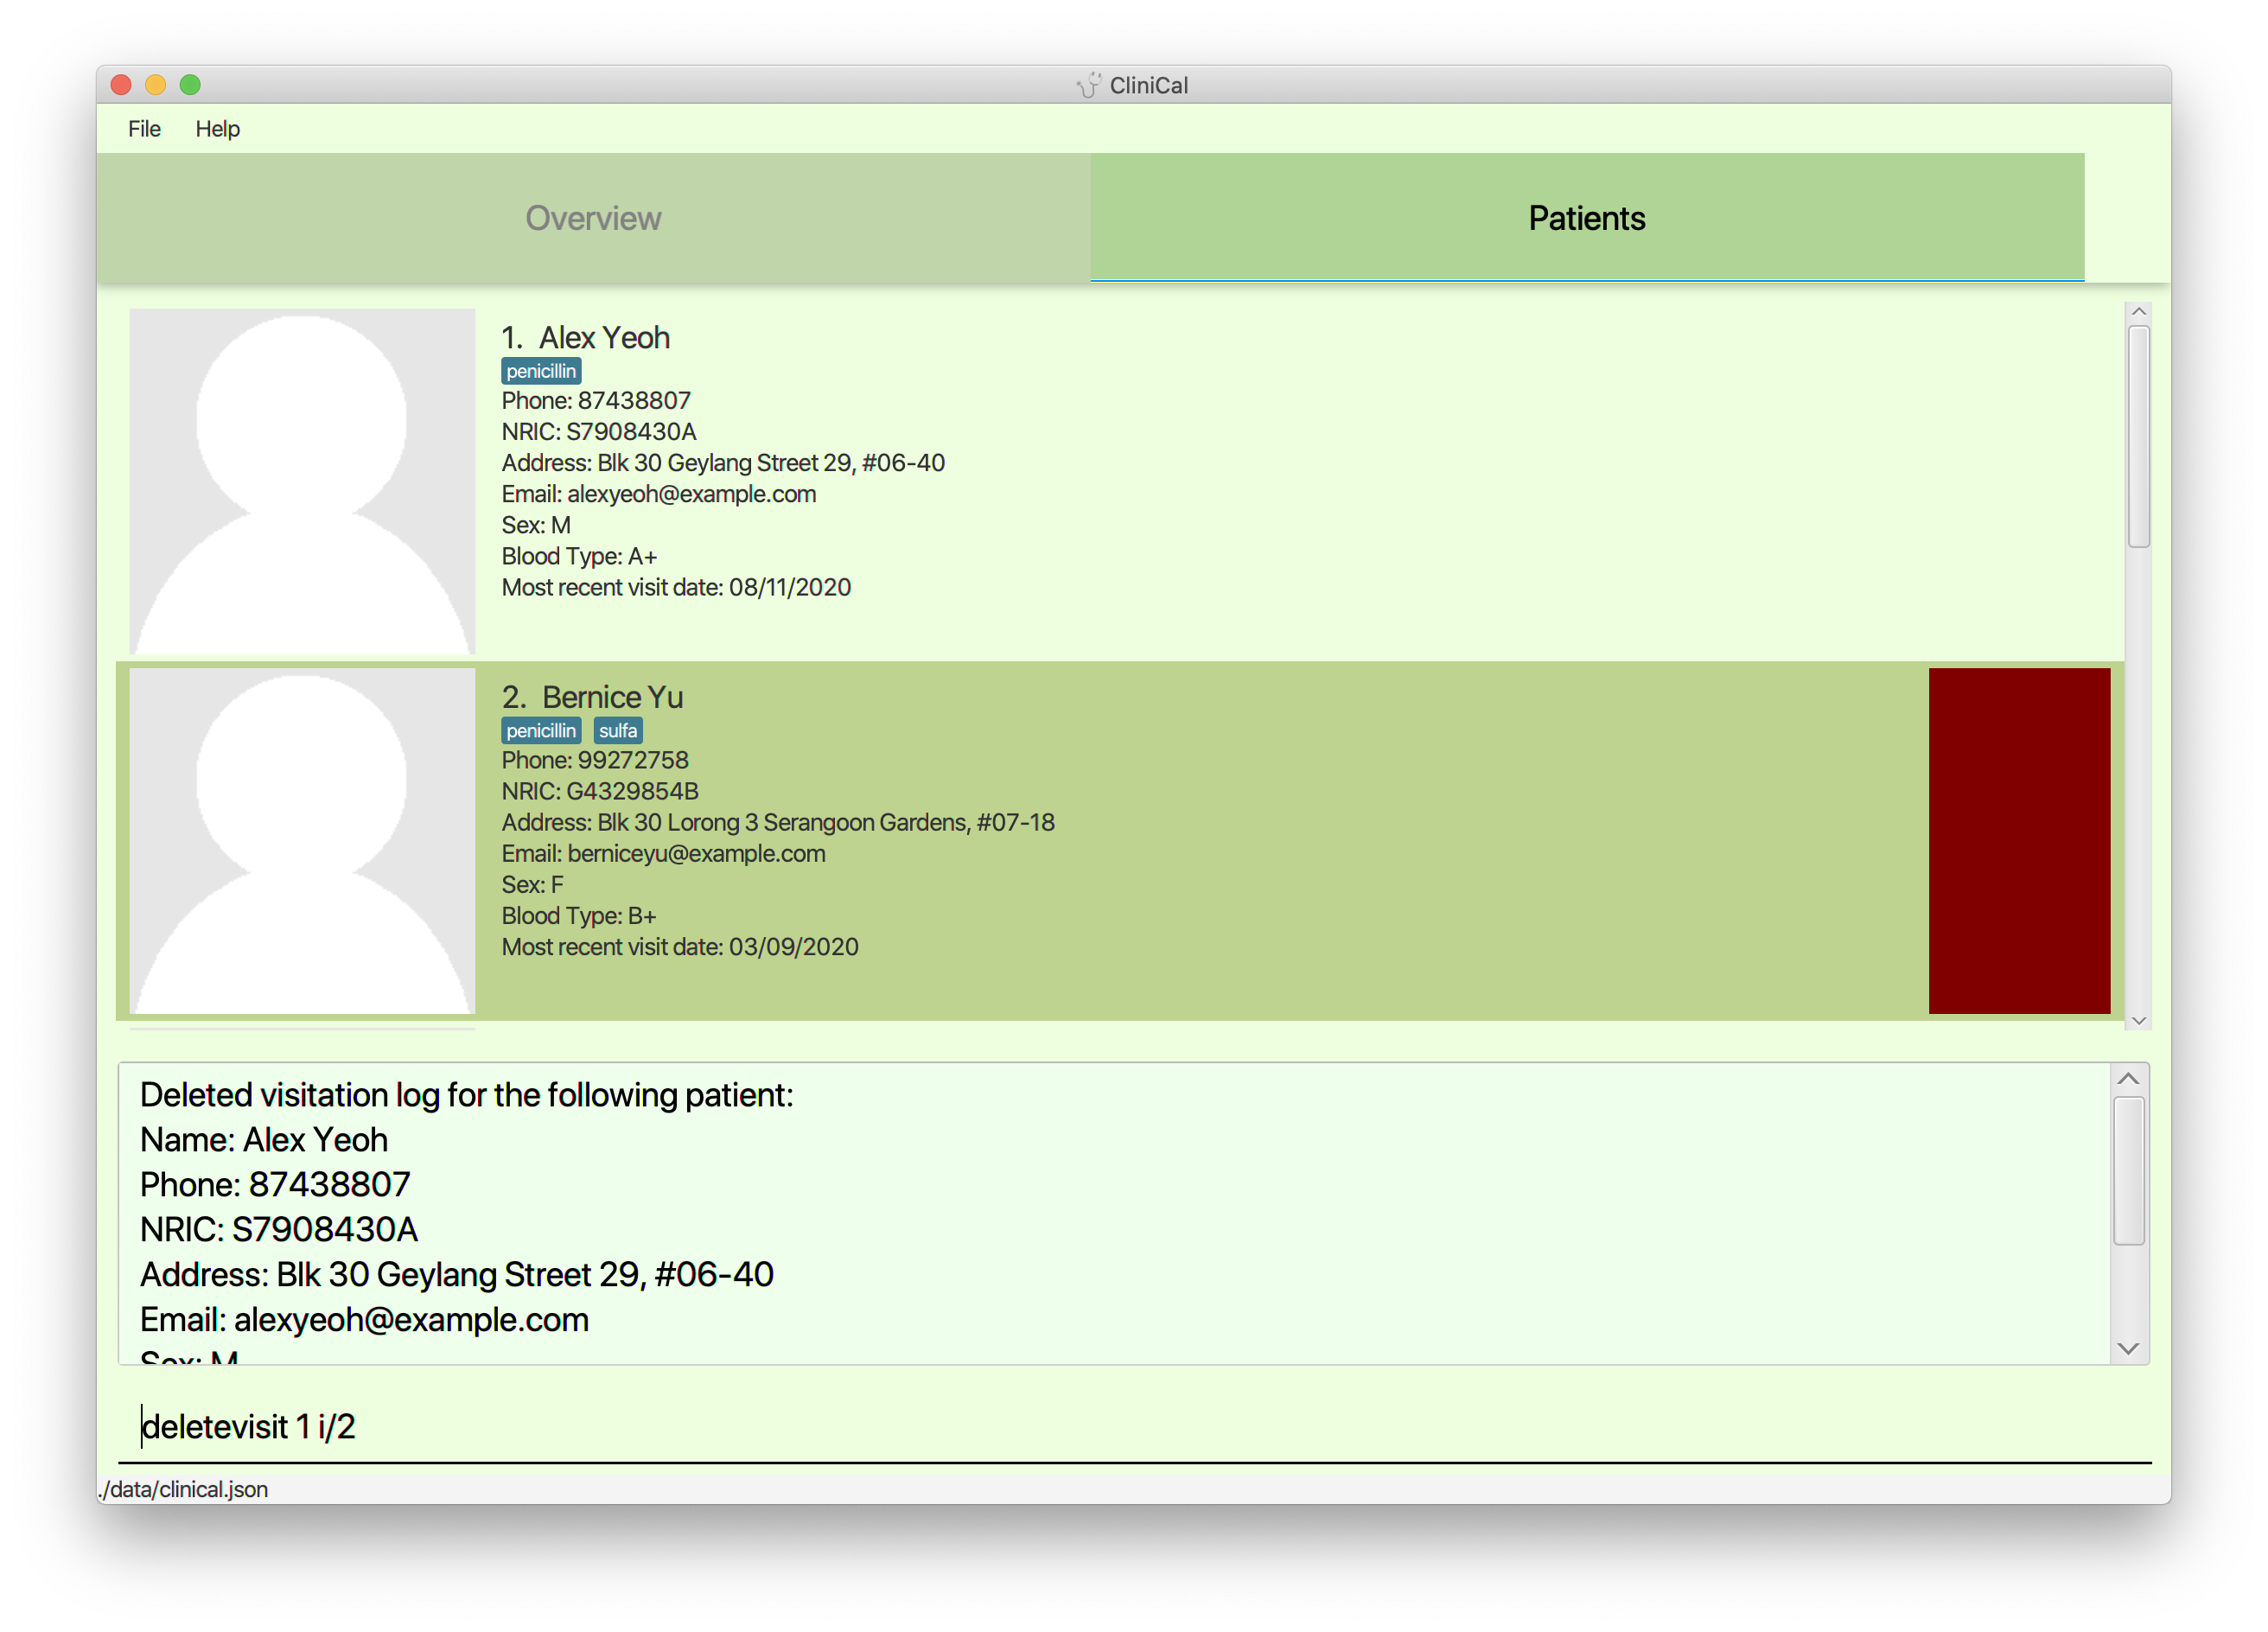 CliniCal
File Help
Overview Patients
1. Alex Yeoh
penicillin
Phone: 87438807
NRIC: S7908430A
Address: Blk 30 Geylang Street 29, #06-40
Email: alexyeoh@example.com
Sex: M
Blood Type: A+
Most recent visit date: 08/11/2020
2. Bernice Yu
penicillin sulfa
Phone: 99272758
NRIC: G4329854B
Address: Blk 30 Lorong 3 Serangoon Gardens, #07-18
Email: berniceyu@example.com
Sex: F
Blood Type: B+
Most recent visit date: 03/09/2020
Deleted visitation log for the following patient:
Name: Alex Yeoh
Phone: 87438807
NRIC: S7908430A
Address: Blk 30 Geylang Street 29, #06-40
Email: alexyeoh@example.com
Sex: M
deletevisit 1 i/2
./data/clinical.json